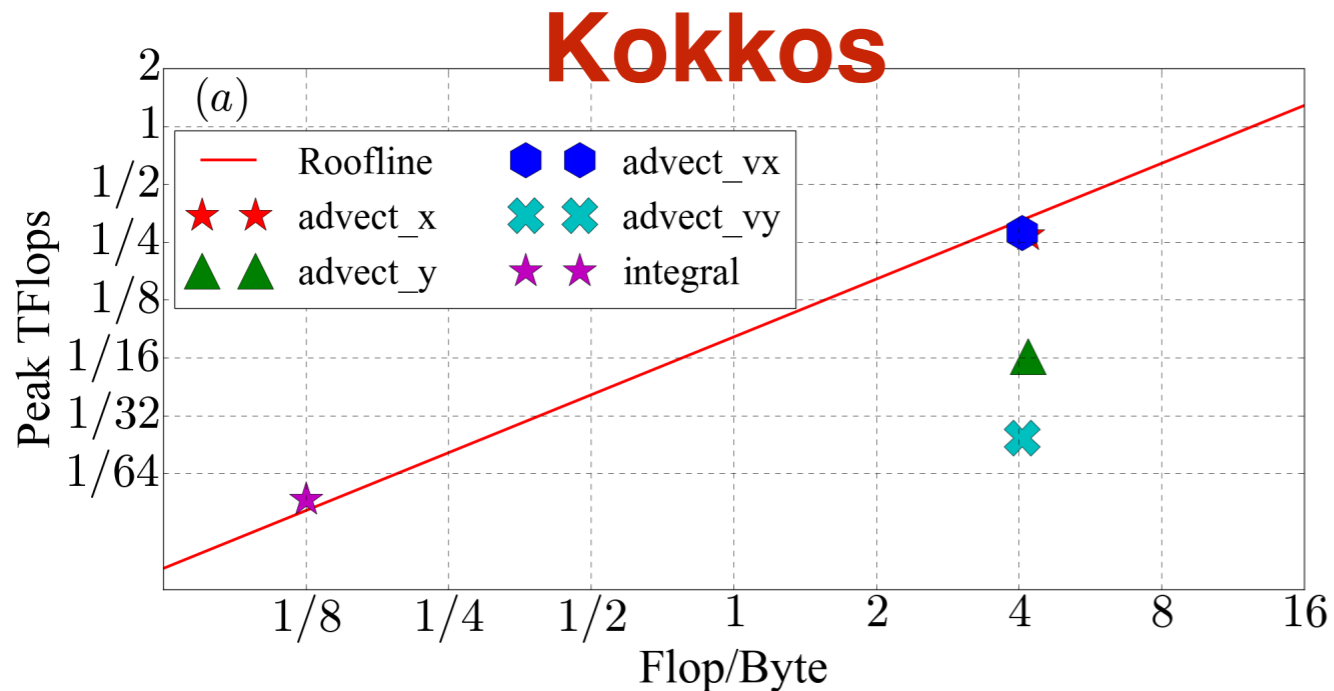 Kokkos
(a)
2
1
1/2
1/4
1/8
1/16
1/32
1/64
Peak TFlops
Roofline
advect_x
advect_y
advect_vx
advect_vy
integral
1/8 1/4 1/2 1 2 4 8 16
Flop/Byte